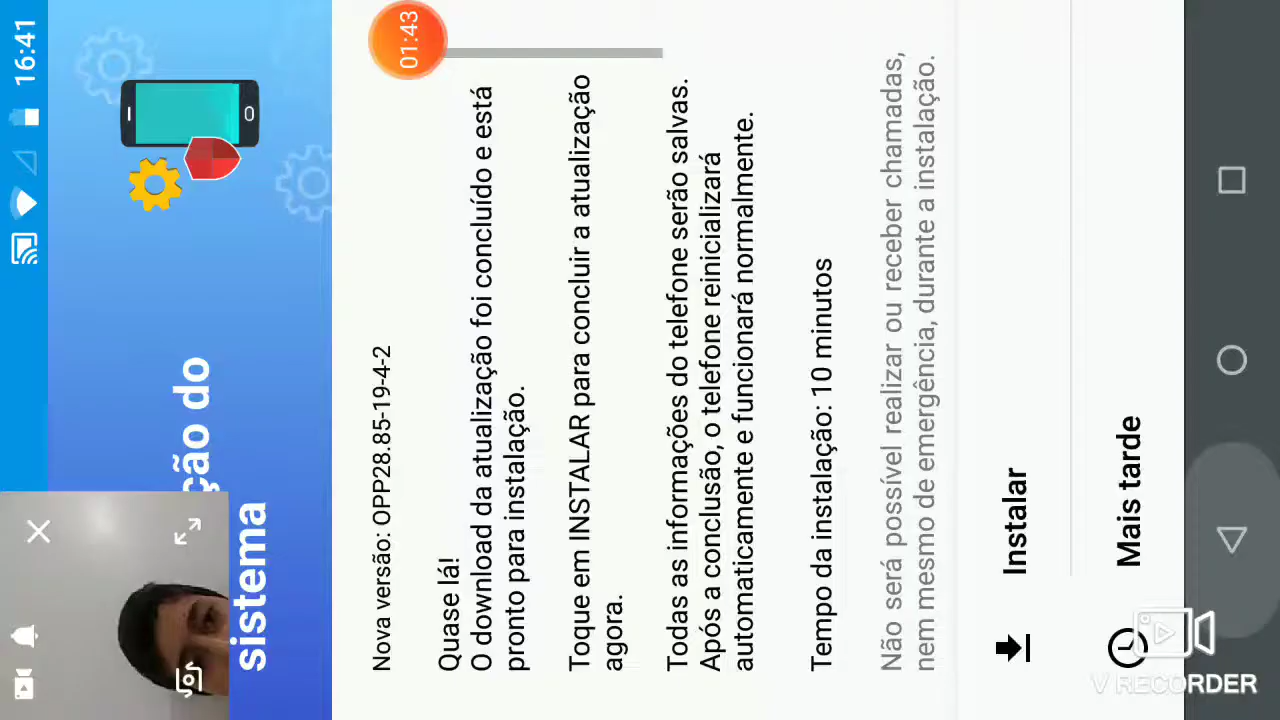 16:41
01:43
ção do
sistema
Nova versão: OPP28.85-19-4-2
Quase lá!
O download da atualização foi concluído e está
pronto para instalação.
Toque em INSTALAR para concluir a atualização
agora.
Todas as informações do telefone serão salvas.
Após a conclusão, o telefone reinicializará
automaticamente e funcionará normalmente.
Tempo da instalação: 10 minutos
Não será possível realizar ou receber chamadas,
nem mesmo de emergência, durante a instalação.
Instalar
Mais tarde
V RECORDER